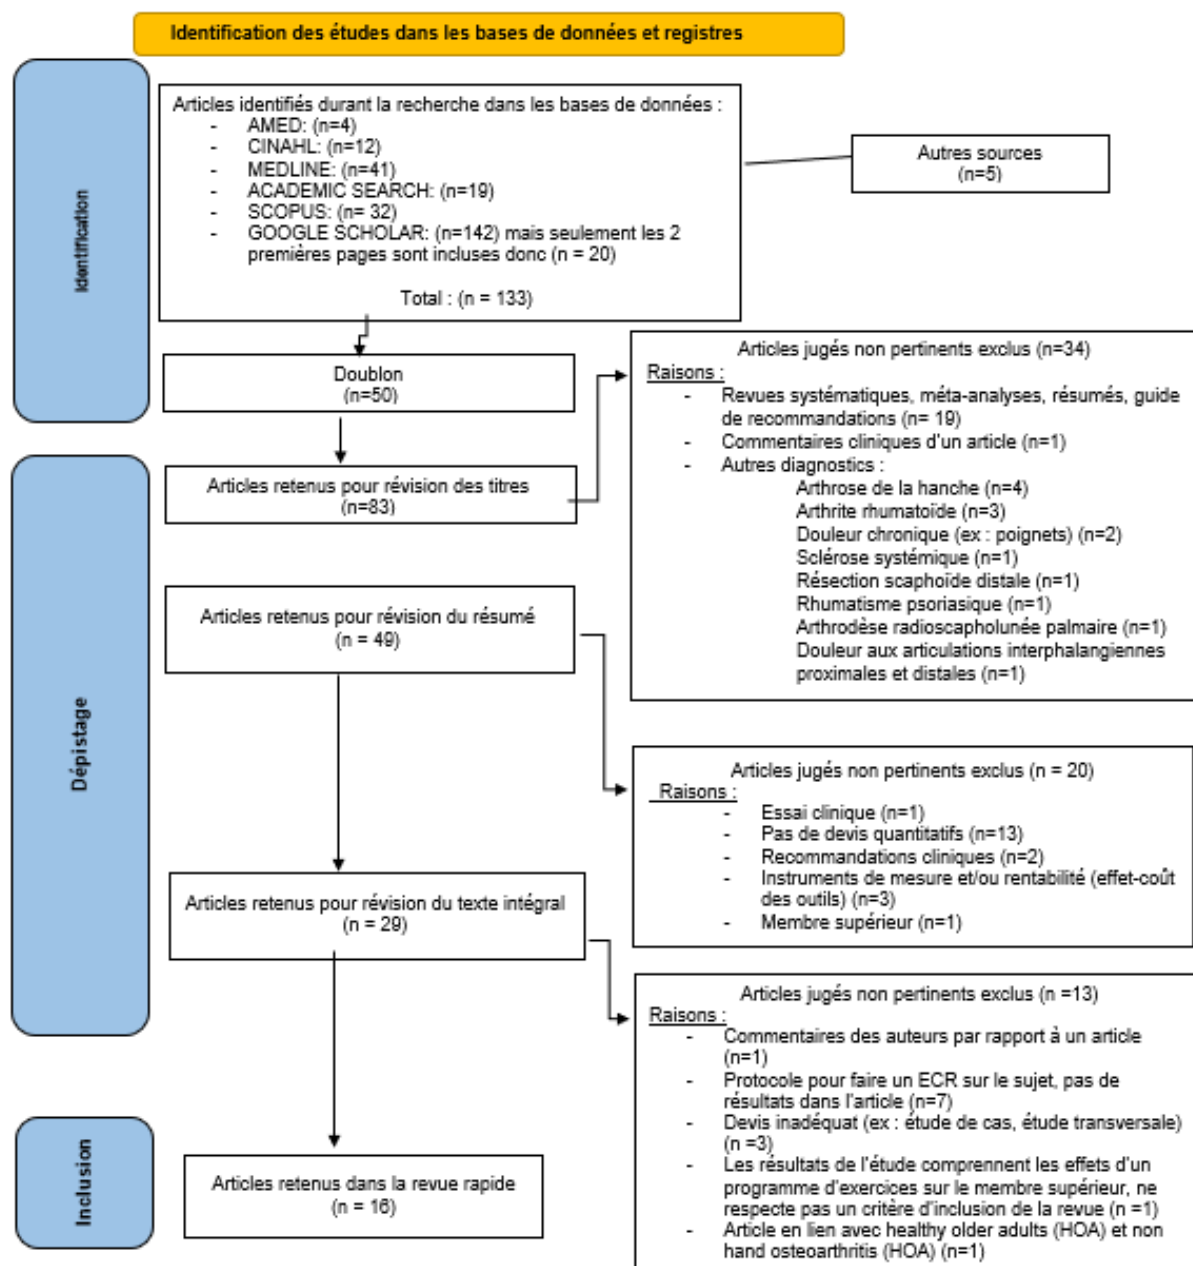 Identification des études dans les bases de données et registres
Identification
Articles identifiés durant la recherche dans les bases de données :
- AMED: (n=4)
- CINAHL: (n=12)
- MEDLINE: (n=41)
- ACADEMIC SEARCH: (n=19)
- SCOPUS: (n= 32)
- GOOGLE SCHOLAR: (n=142) mais seulement les 2
premières pages sont incluses donc (n = 20)
Total : (n = 133)
Autres sources
(n=5)
Doublon
(n=50)
Dépistage
Articles retenus pour révision des titres
(n=83)
Articles jugés non pertinents exclus (n=34)
Raisons :
- Revues systématiques, méta-analyses, résumés, guide
de recommandations (n= 19)
- Commentaires cliniques d'un article (n=1)
- Autres diagnostics :
Arthrose de la hanche (n=4)
Arthrite rhumatoïde (n=3)
Douleur chronique (ex : poignets) (n=2)
Sclérose systémique (n=1)
Résection scaphoïde distale (n=1)
Rhumatisme psoriasique (n=1)
Arthrodèse radioscapholunée palmaire (n=1)
Douleur aux articulations interphalangiennes
proximales et distales (n=1)
Articles retenus pour révision du résumé
(n = 49)
Articles jugés non pertinents exclus (n = 20)
Raisons :
- Essai clinique (n=1)
- Pas de devis quantitatifs (n=13)
- Recommandations cliniques (n=2)
- Instruments de mesure et/ou rentabilité (effet-coût
des outils) (n=3)
- Membre supérieur (n=1)
Articles retenus pour révision du texte intégral
(n = 29)
Articles jugés non pertinents exclus (n =13)
Raisons :
- Commentaires des auteurs par rapport à un article
(n=1)
- Protocole pour faire un ECR sur le sujet, pas de
résultats dans l'article (n=7)
- Devis inadéquat (ex : étude de cas, étude transversale)
(n =3)
- Les résultats de l'étude comprennent les effets d'un
programme d'exercices sur le membre supérieur, ne
respecte pas un critère d'inclusion de la revue (n =1)
- Article en lien avec healthy older adults (HOA) et non
hand osteoarthritis (HOA) (n=1)
Inclusion
Articles retenus dans la revue rapide
(n = 16)